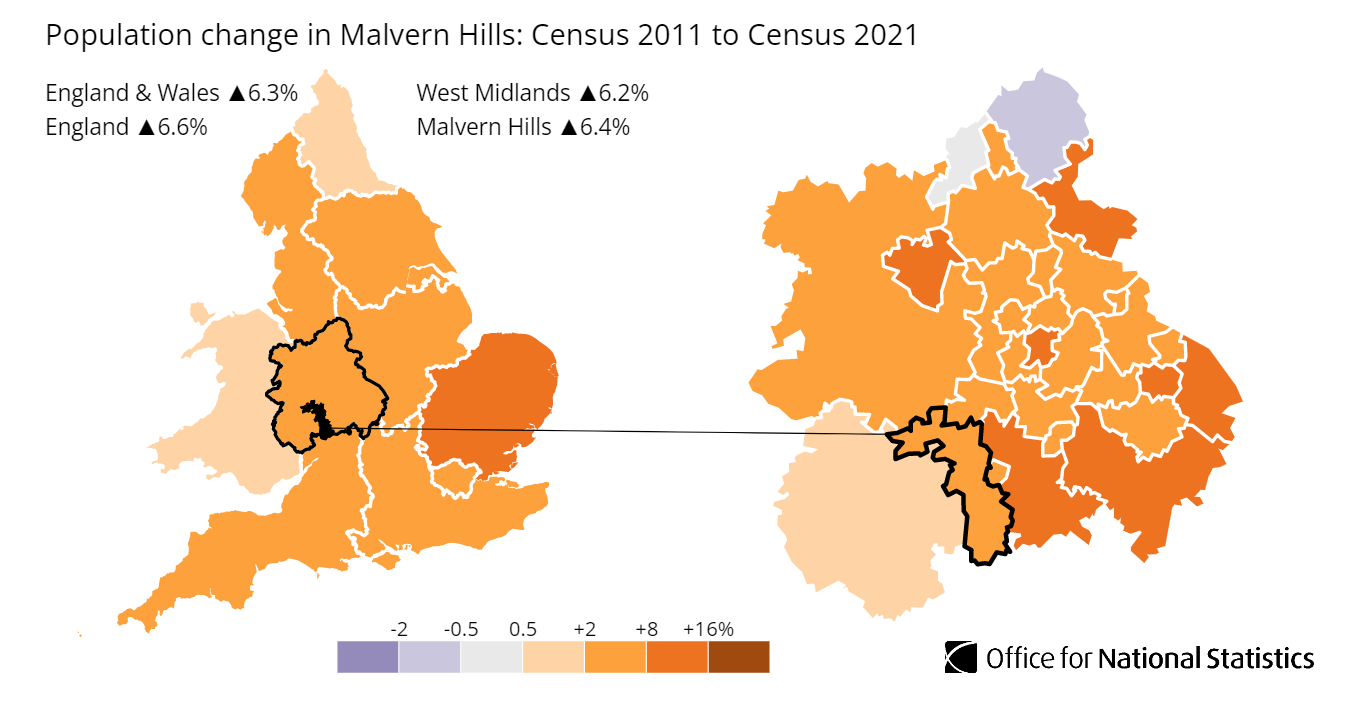 Population change in Malvern Hills: Census 2011 to Census 2021
England & Wales ▲6.3%
West Midlands ▲6.2%
England ▲6.6%
Malvern Hills ▲6.4%
-2 -0.5 0.5 +2 +8 +16%
Office for National Statistics